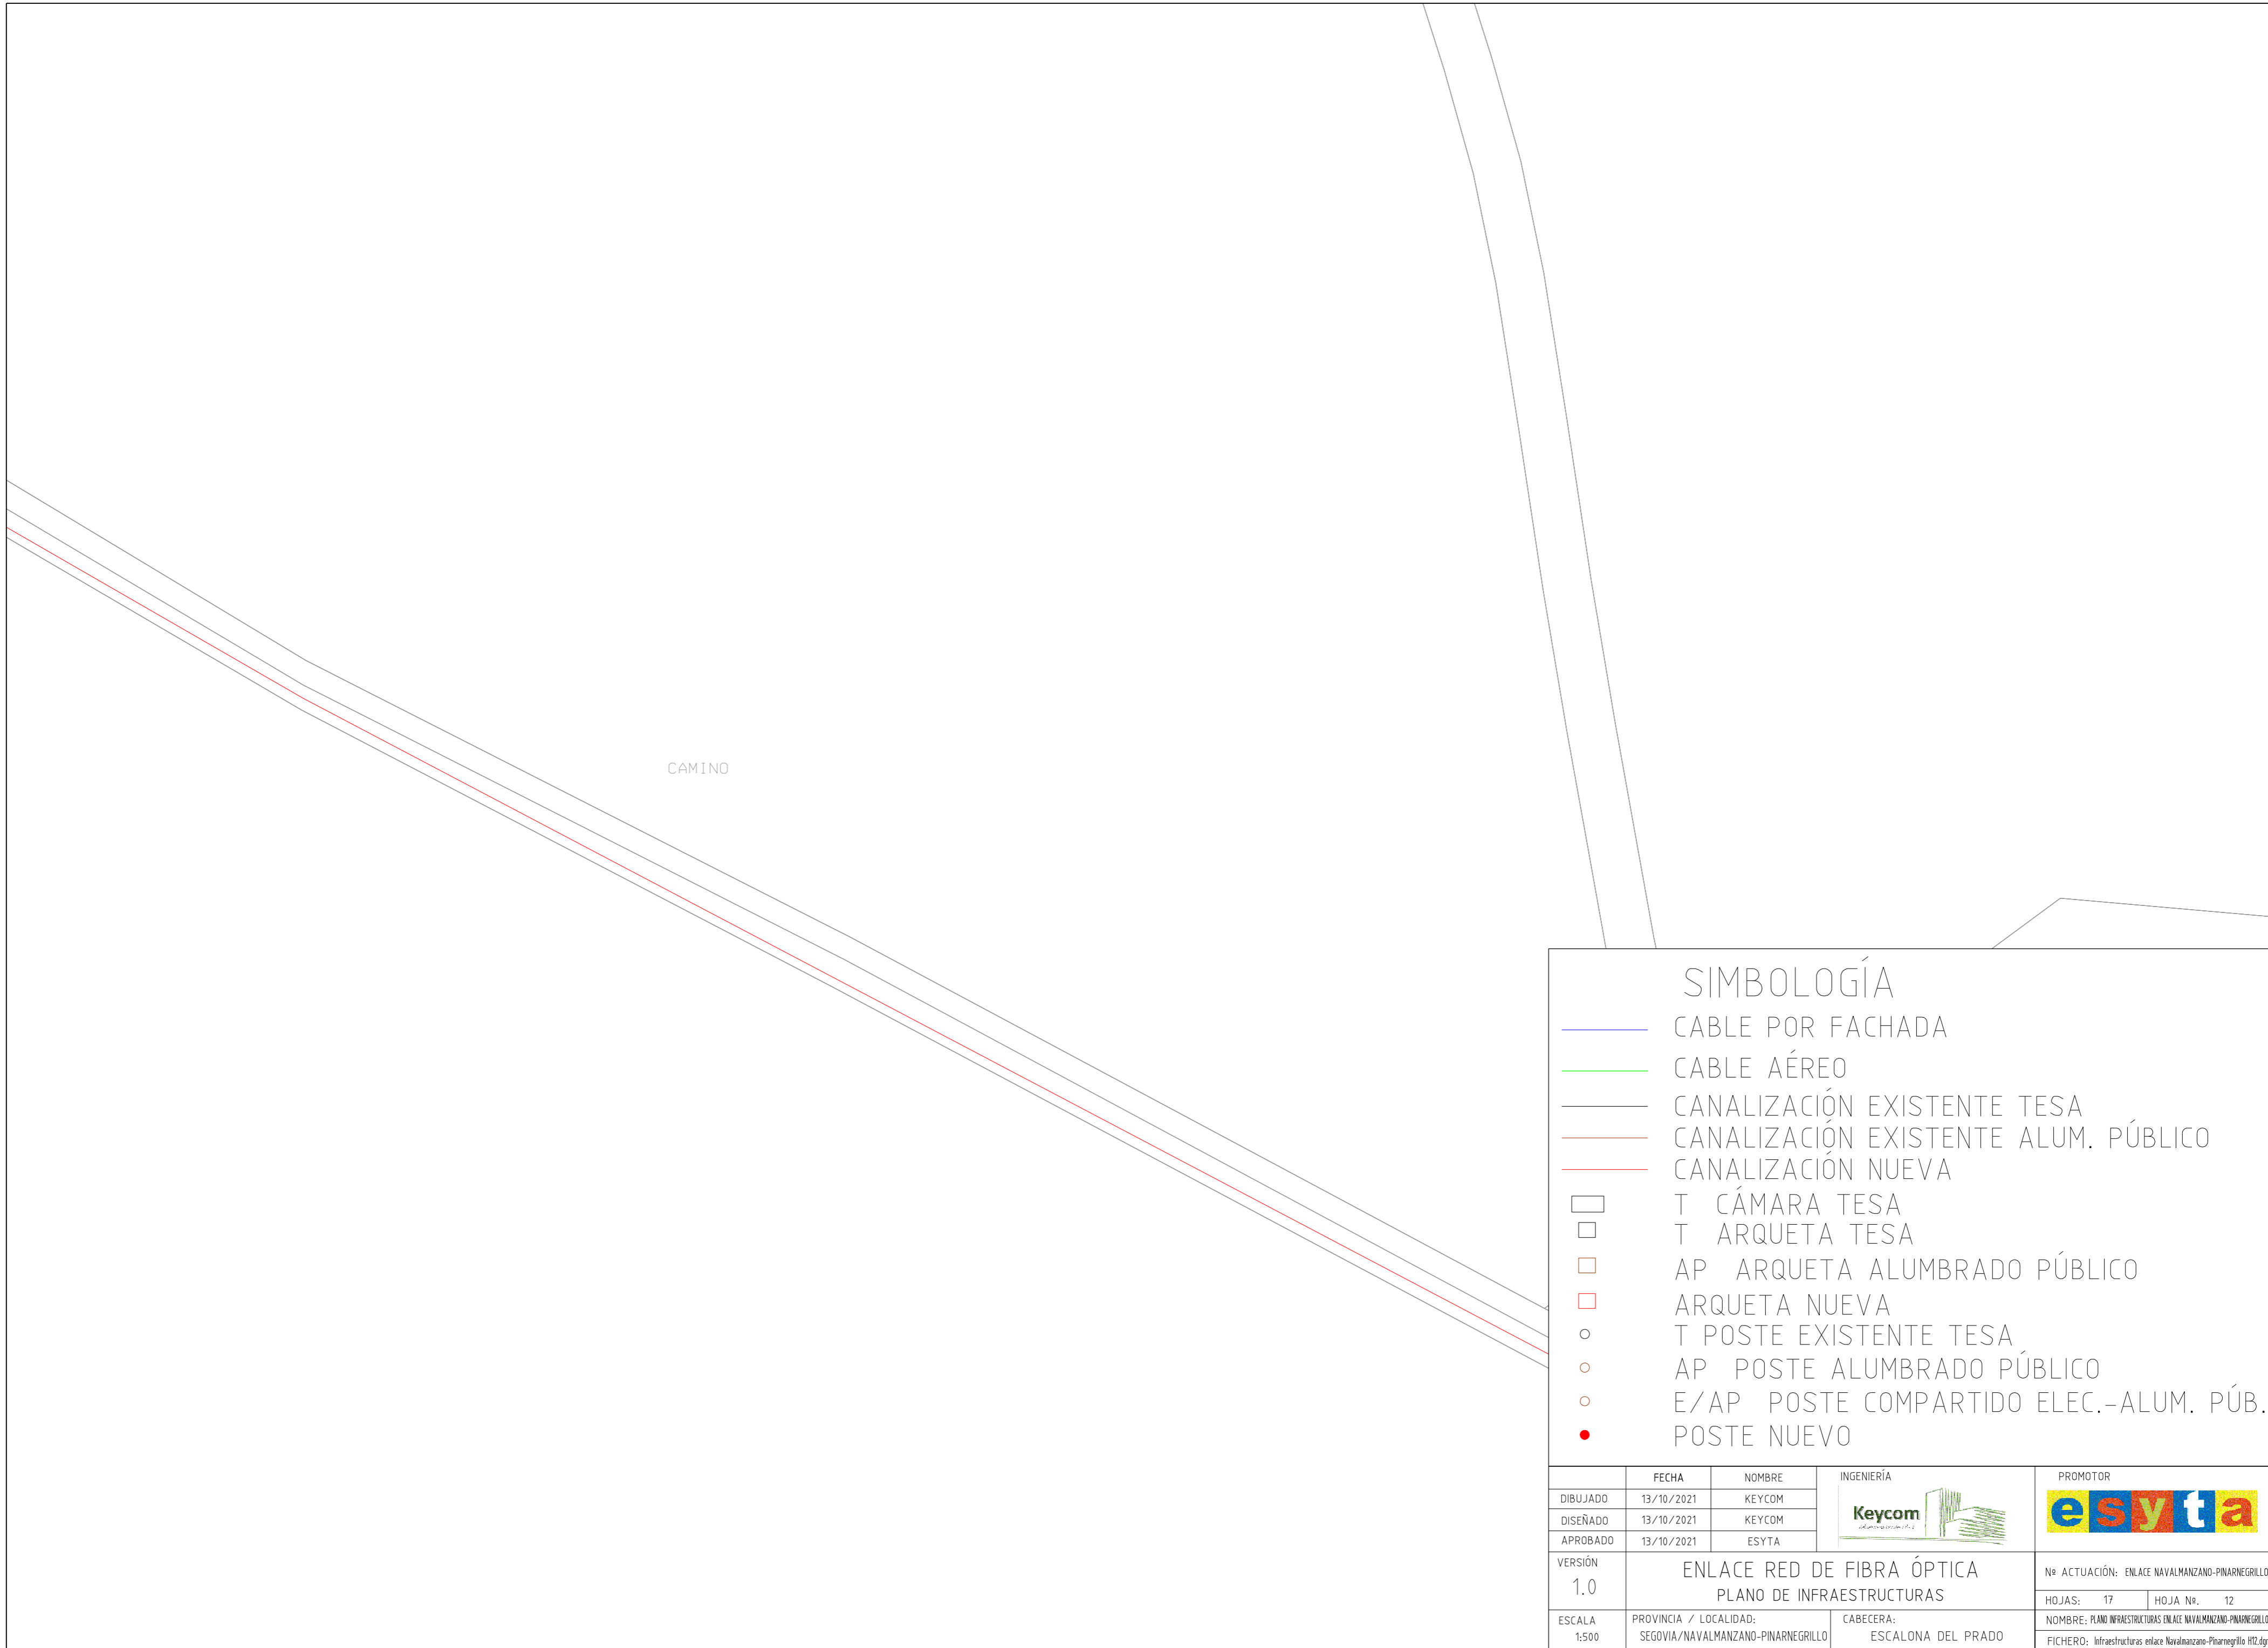 CAMINO
SIMBOLOGÍA
CABLE POR FACHADA
CABLE AÉREO
CANALIZACIÓN EXISTENTE TESA
CANALIZACIÓN EXISTENTE ALUM. PÚBLICO
CANALIZACIÓN NUEVA
T CÁMARA TESA
T ARQUETA TESA
AP ARQUETA ALUMBRADO PÚBLICO
ARQUETA NUEVA
T POSTE EXISTENTE TESA
AP POSTE ALUMBRADO PÚBLICO
E/AP POSTE COMPARTIDO ELEC.-ALUM. PÚB.
POSTE NUEVO
FECHA NOMBRE INGENIERÍA PROMOTOR
DIBUJADO 13/10/2021 KEYCOM
DISEÑADO 13/10/2021 KEYCOM
APROBADO 13/10/2021 ESYTA
Keycom
esyta
VERSIÓN
1.0
ENLACE RED DE FIBRA ÓPTICA
PLANO DE INFRAESTRUCTURAS
Nº ACTUACIÓN: ENLACE NAVALMANZANO-PINARNEGRILLO
HOJAS: 17 HOJA Nº. 12
ESCALA
1:500
PROVINCIA / LOCALIDAD:
SEGOVIA/NAVALMANZANO-PINARNEGRILLO
CABECERA:
ESCALONA DEL PRADO
NOMBRE: PLANO INFRAESTRUCTURAS ENLACE NAVALMANZANO-PINARNEGRILLO
FICHERO: Infraestructuras enlace Navalmanzano-Pinarnegrillo H12.dg